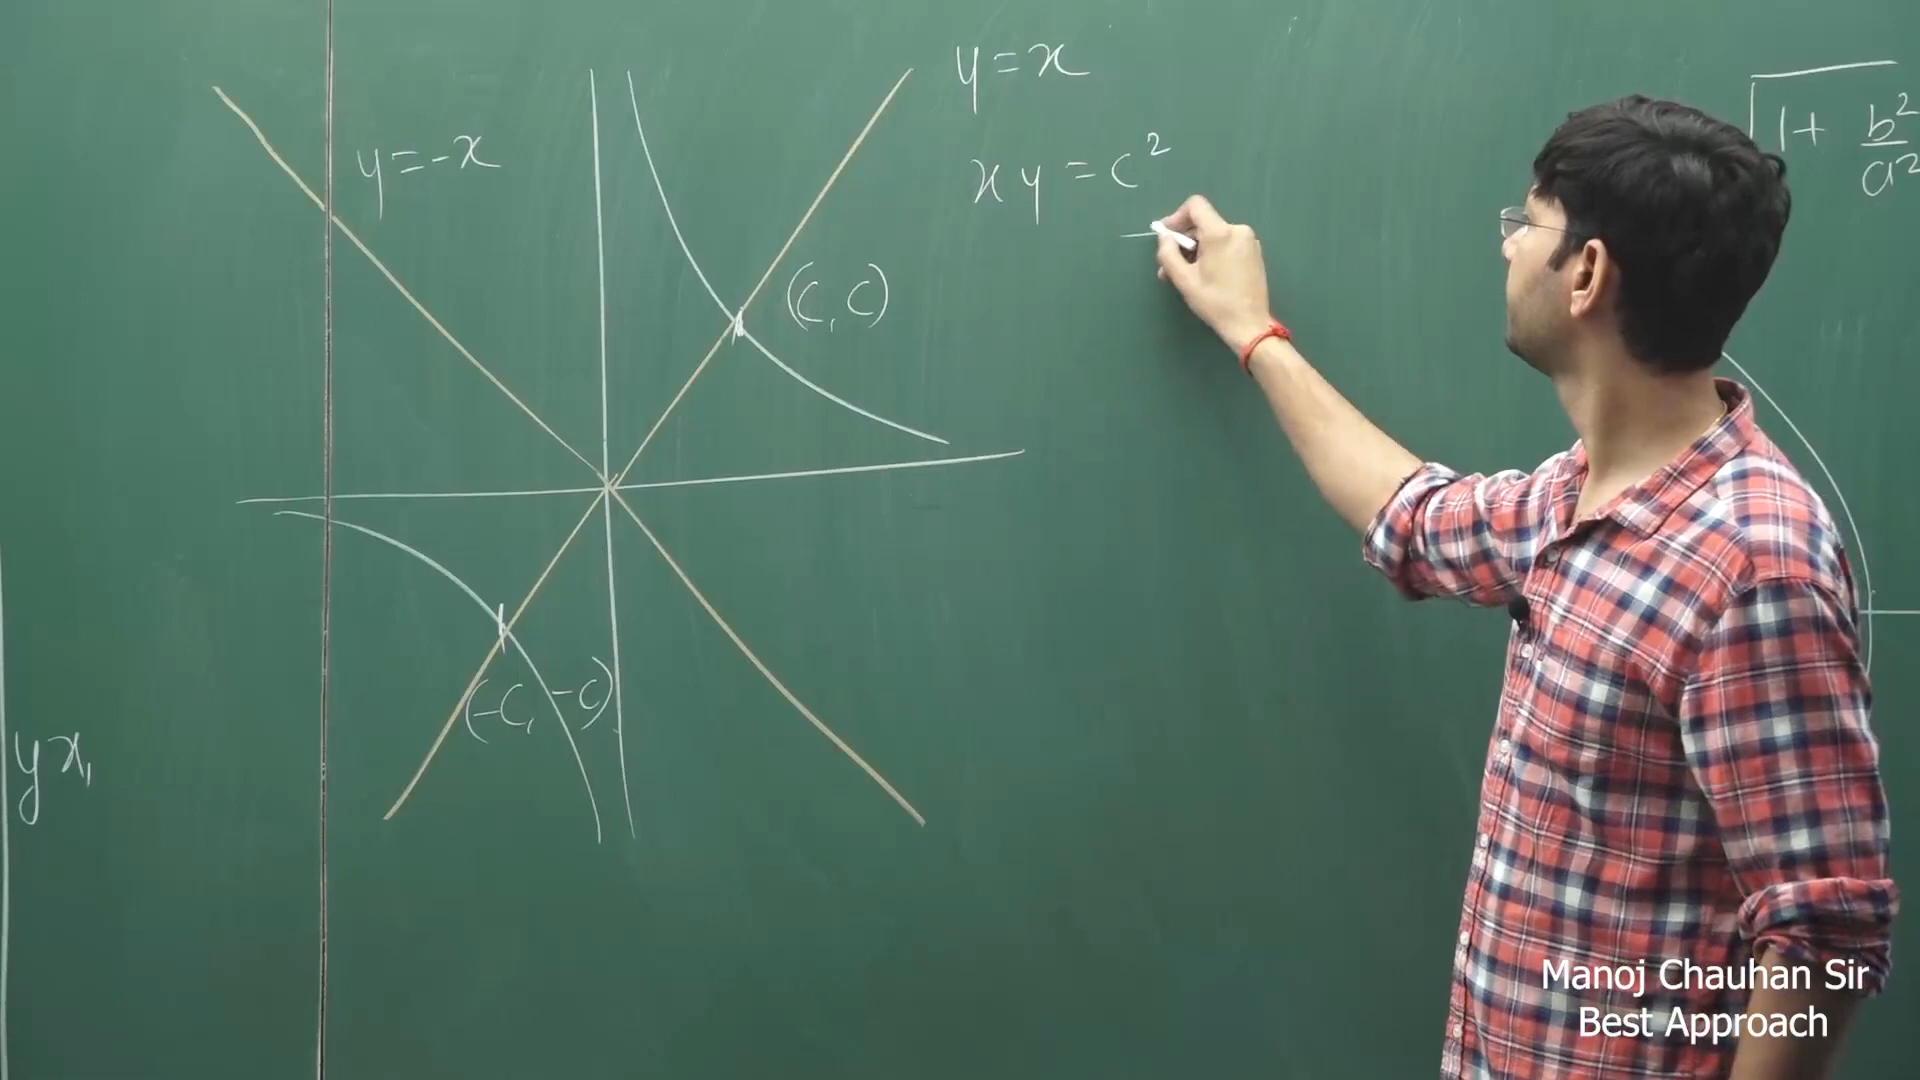 y = x
y = -x
xy = c²
√1 + b²/a²
(c, c)
(-c, -c)
yx₁
Manoj Chauhan Sir
Best Approach